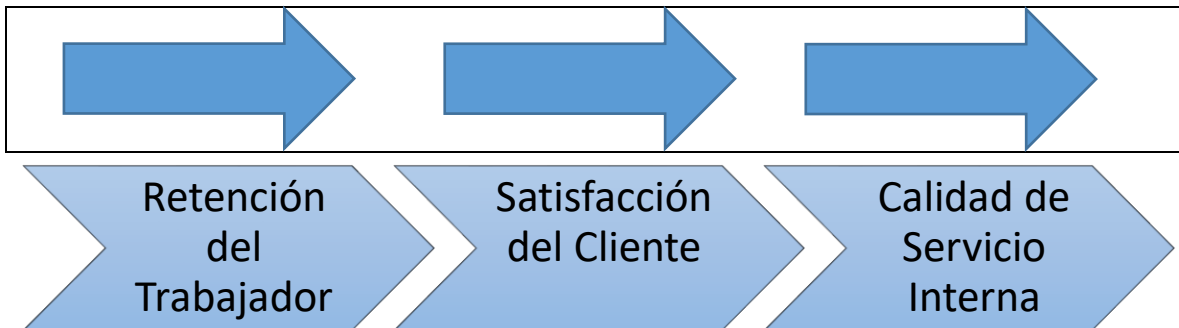 Retención
del
Trabajador
Satisfacción
del Cliente
Calidad de
Servicio
Interna